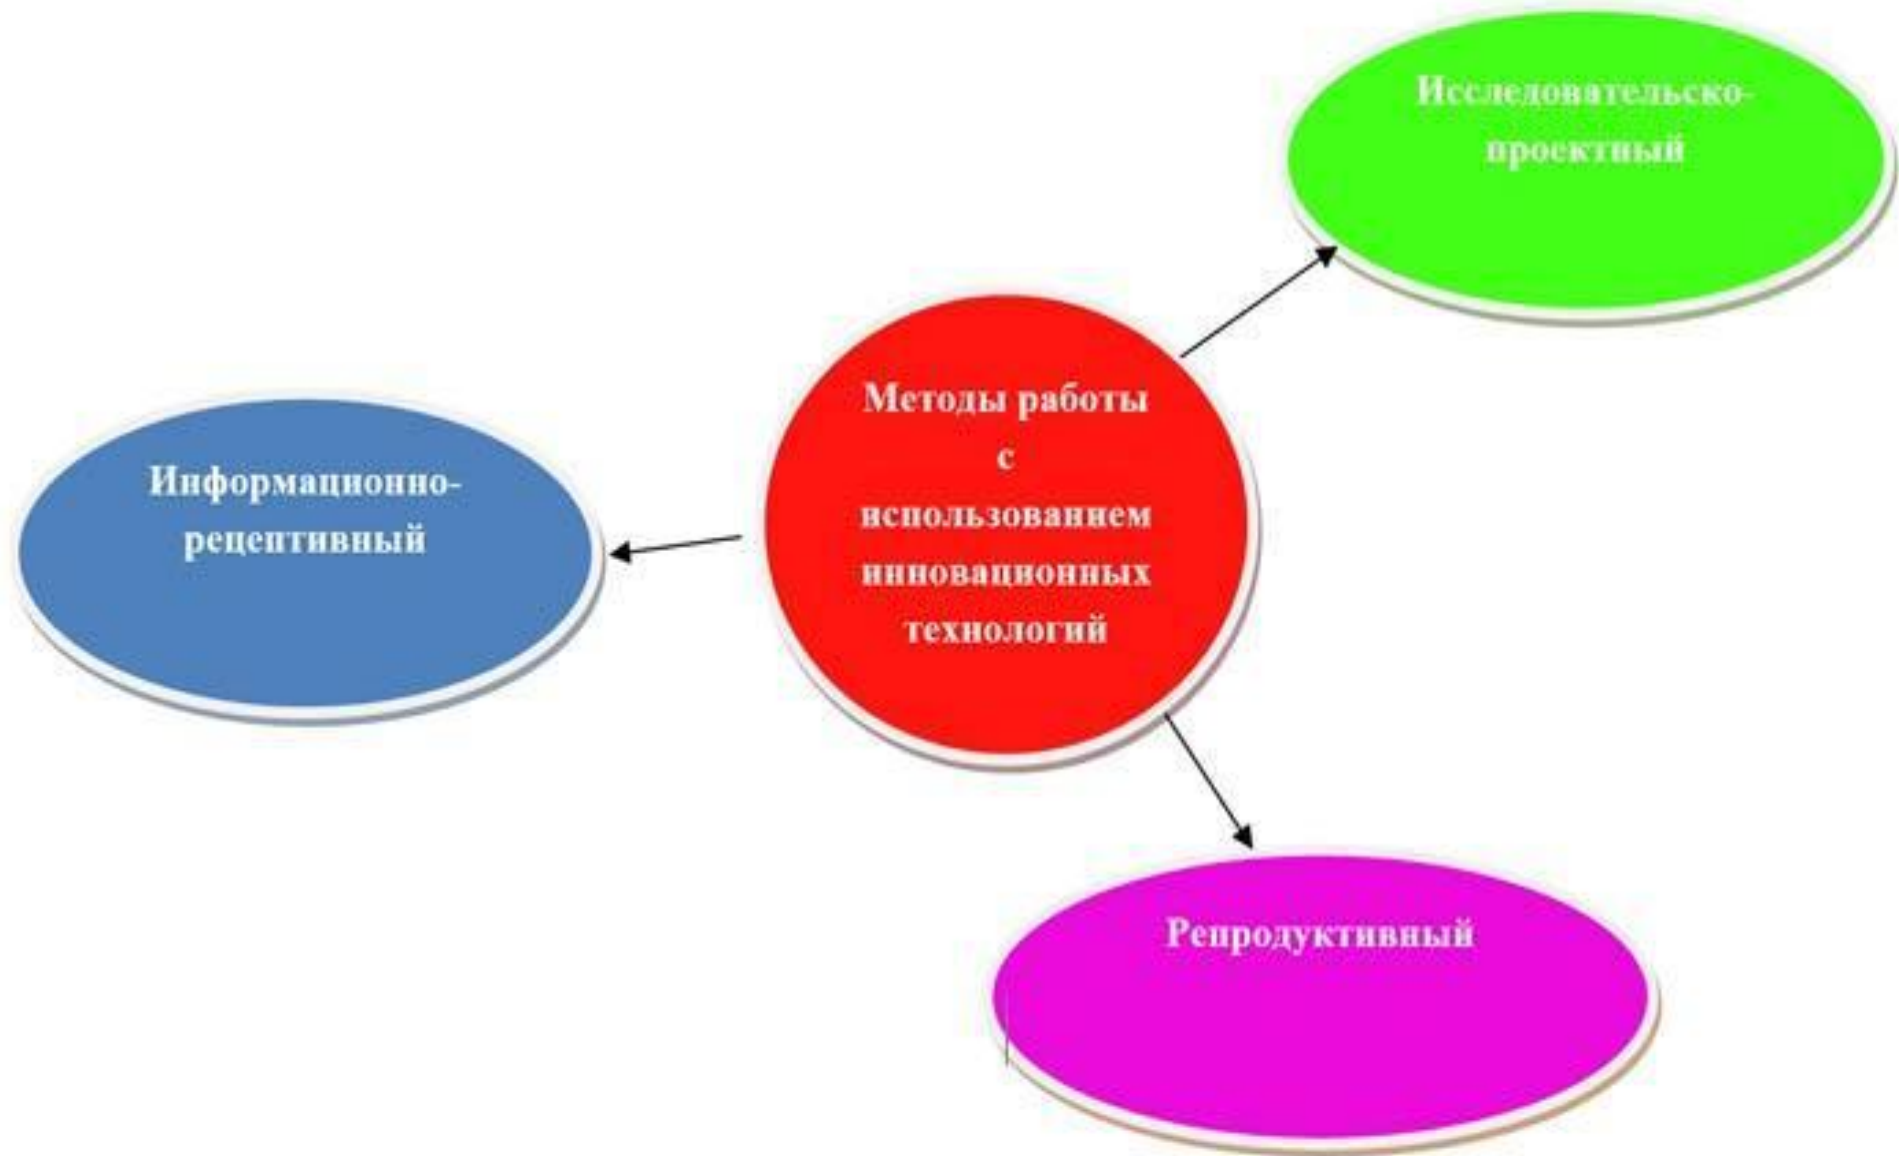 Исследовательско-
проектный
Методы работы
с
использованием
инновационных
технологий
Информационно-
рецептивный
Репродуктивный